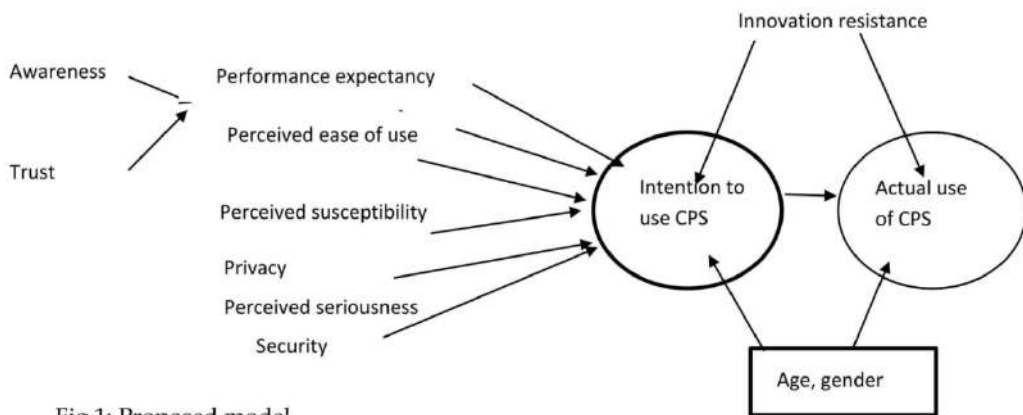 Innovation resistance
Awareness
Performance expectancy
Perceived ease of use
Trust
Intention to
use CPS
Actual use
of CPS
Perceived susceptibility
Privacy
Perceived seriousness
Security
Age, gender
Fig 1: Proposed model